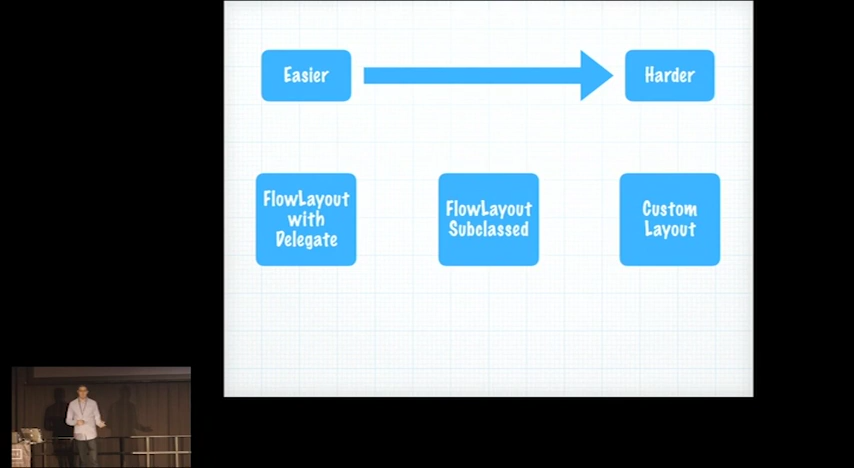 Easier
Harder
FlowLayout
with
Delegate
FlowLayout
Subclassed
Custom
Layout